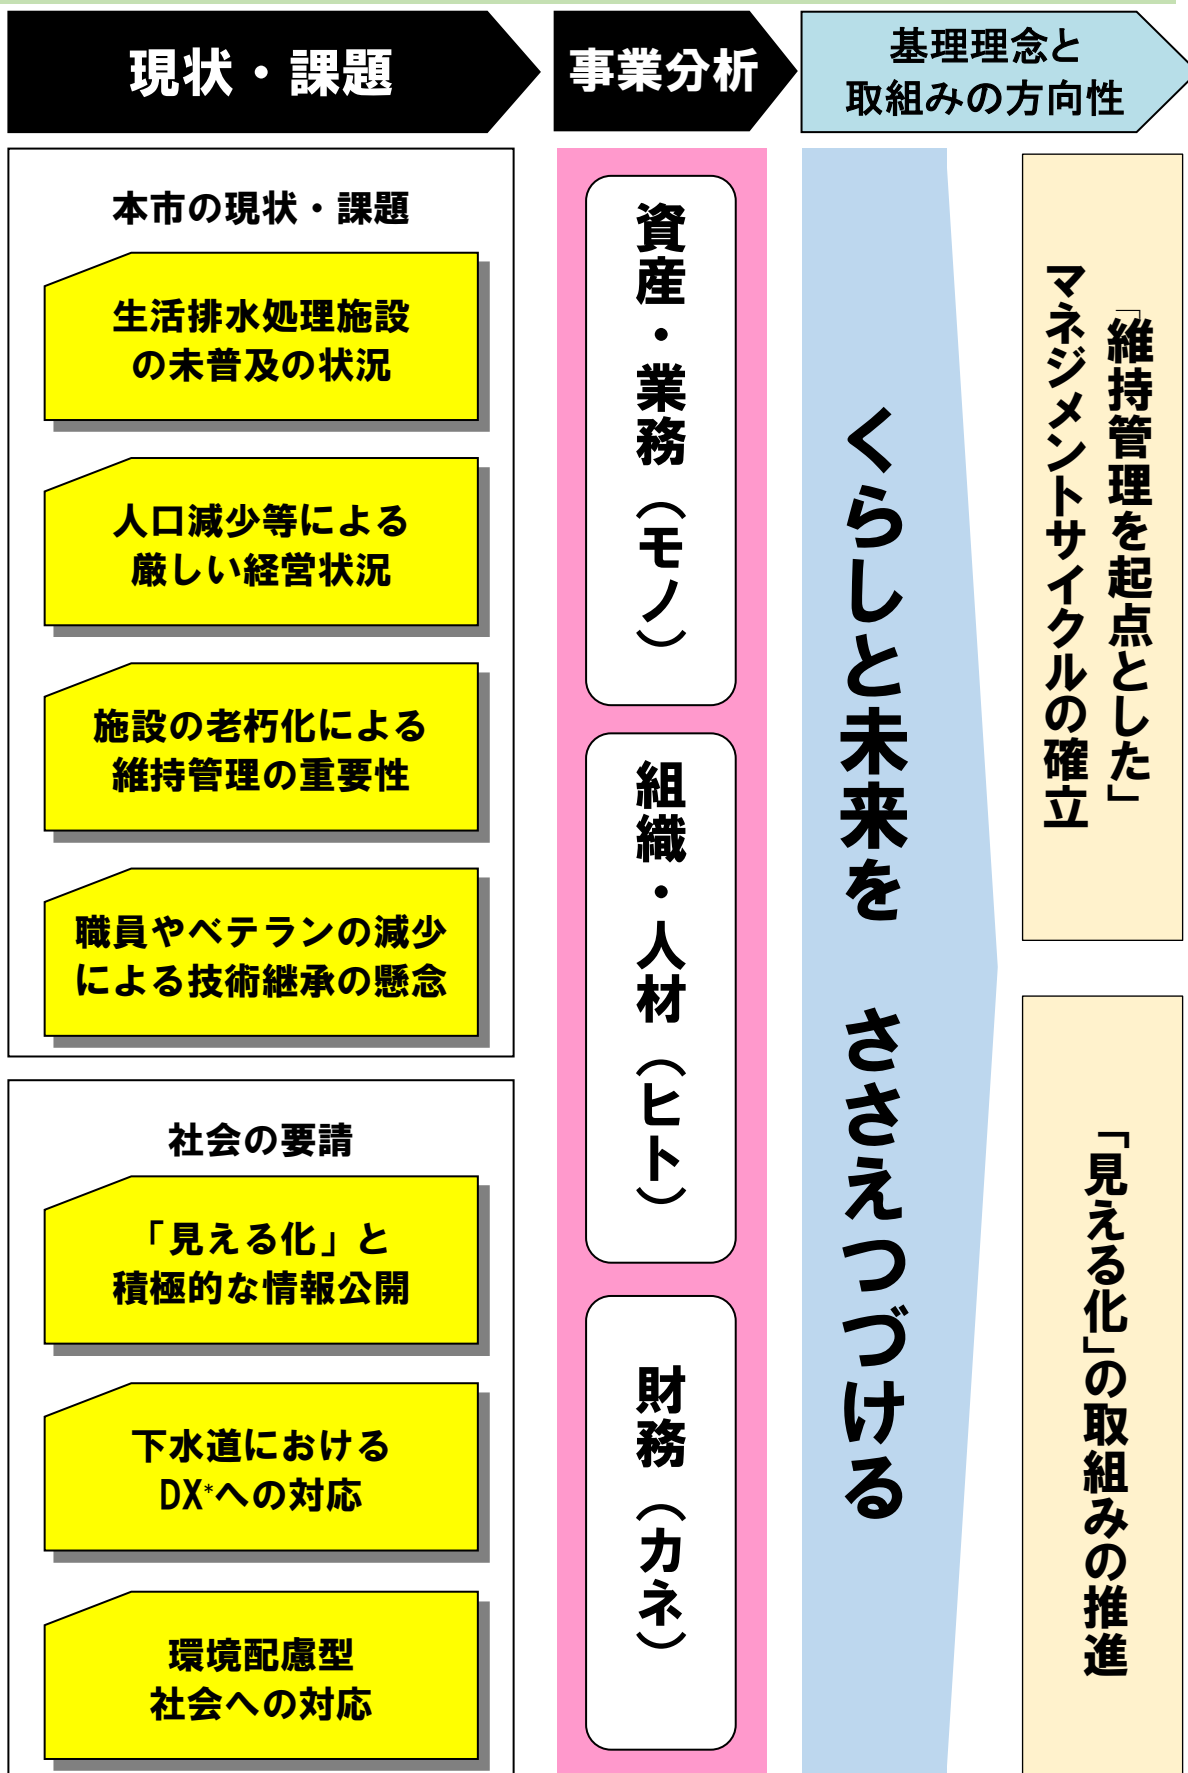 現状・課題
事業分析
基理理念と
取組みの方向性
本市の現状・課題
生活排水処理施設
の未普及の状況
人口減少等による
厳しい経営状況
施設の老朽化による
維持管理の重要性
職員やベテランの減少
による技術継承の懸念
社会の要請
「見える化」と
積極的な情報公開
下水道における
DX*への対応
環境配慮型
社会への対応
資産・業務（モノ）
組織・人材（ヒト）
財務（カネ）
くらしと未来を　ささえつづける
「維持管理を起点とした」
マネジメントサイクルの確立
「見える化」の取組みの推進